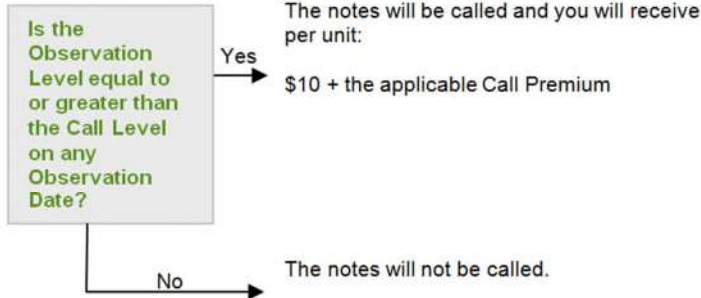 Is the
Observation
Level equal to
or greater than
the Call Level
on any
Observation
Date?
Yes
The notes will be called and you will receive
per unit:
$10 + the applicable Call Premium
No
The notes will not be called.